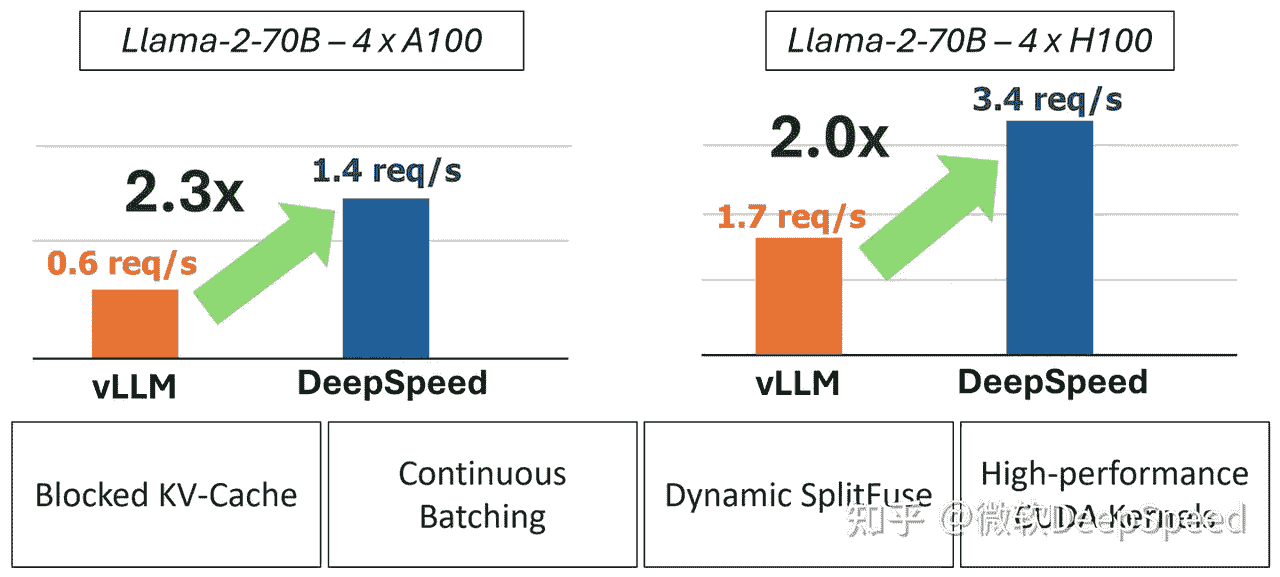 Llama-2-70B – 4 x A100
2.3x
0.6 req/s
1.4 req/s
vLLM
DeepSpeed
Llama-2-70B – 4 x H100
2.0x
1.7 req/s
3.4 req/s
vLLM
DeepSpeed
Blocked KV-Cache
Continuous
Batching
Dynamic SplitFuse
High-performance
CUDA Kernels
知乎 @微软DeepSpeed